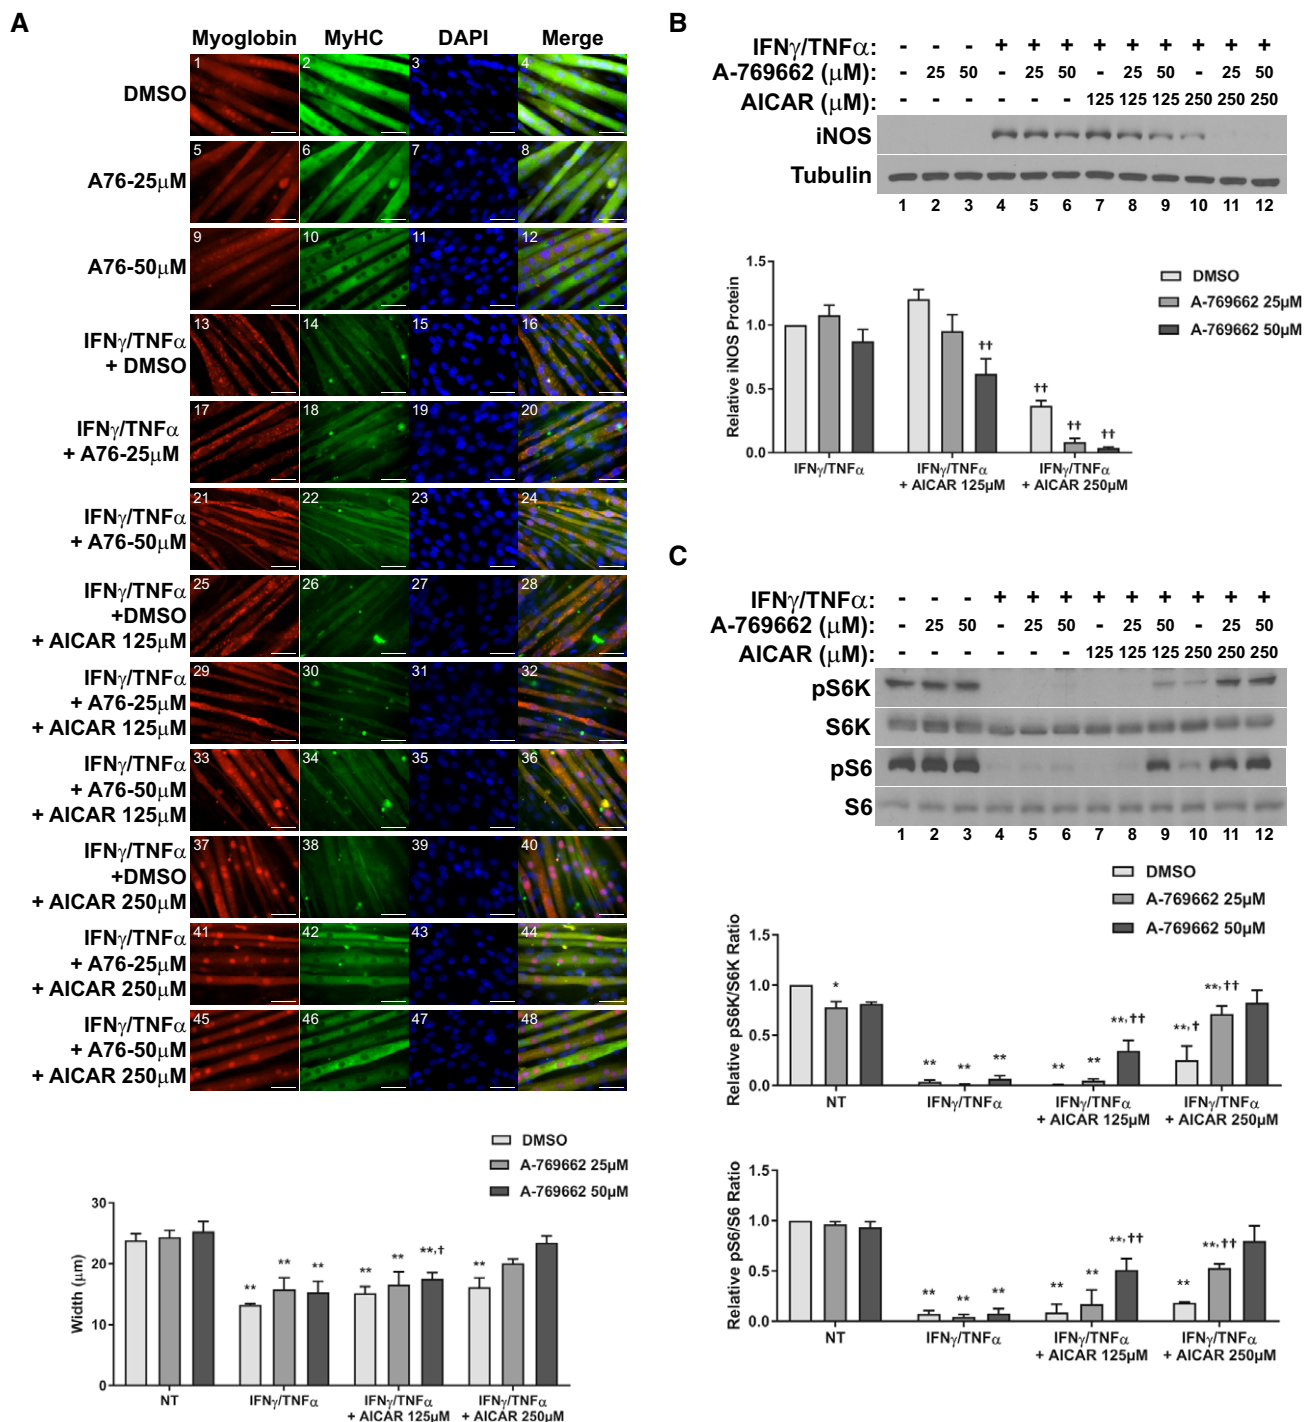 A
Myoglobin MyHC DAPI Merge
DMSO
1 2 3 4
A76-25μM
5 6 7 8
A76-50μM
9 10 11 12
IFNγ/TNFα
+ DMSO
13 14 15 16
IFNγ/TNFα
+ A76-25μM
17 18 19 20
IFNγ/TNFα
+ A76-50μM
21 22 23 24
IFNγ/TNFα
+DMSO
+ AICAR 125μM
25 26 27 28
IFNγ/TNFα
+ A76-25μM
+ AICAR 125μM
29 30 31 32
IFNγ/TNFα
+ A76-50μM
+ AICAR 125μM
33 34 35 36
IFNγ/TNFα
+DMSO
+ AICAR 250μM
37 38 39 40
IFNγ/TNFα
+ A76-25μM
+ AICAR 250μM
41 42 43 44
IFNγ/TNFα
+ A76-50μM
+ AICAR 250μM
45 46 47 48
DMSO
A-769662 25μM
A-769662 50μM
Width (μm)
30
20
10
0
** ** ** ** ** **,† **
NT IFNγ/TNFα IFNγ/TNFα IFNγ/TNFα
+ AICAR 125μM + AICAR 250μM
B
IFNγ/TNFα: - - - + + + + + + + + +
A-769662 (μM): - 25 50 - 25 50 - 25 50 - 25 50
AICAR (μM): - - - - - - 125 125 125 250 250 250
iNOS
Tubulin
1 2 3 4 5 6 7 8 9 10 11 12
DMSO
A-769662 25μM
A-769662 50μM
Relative iNOS Protein
1.5
1.0
0.5
0.0
†† †† †† ††
IFNγ/TNFα IFNγ/TNFα IFNγ/TNFα
+ AICAR 125μM + AICAR 250μM
C
IFNγ/TNFα: - - - + + + + + + + + +
A-769662 (μM): - 25 50 - 25 50 - 25 50 - 25 50
AICAR (μM): - - - - - - 125 125 125 250 250 250
pS6K
S6K
pS6
S6
1 2 3 4 5 6 7 8 9 10 11 12
DMSO
A-769662 25μM
A-769662 50μM
Relative pS6K/S6K Ratio
1.5
1.0
0.5
0.0
* ** ** ** ** ** **,†† **,† **,††
NT IFNγ/TNFα IFNγ/TNFα IFNγ/TNFα
+ AICAR 125μM + AICAR 250μM
Relative pS6/S6 Ratio
1.5
1.0
0.5
0.0
** ** ** ** ** **,†† ** **,††
NT IFNγ/TNFα IFNγ/TNFα IFNγ/TNFα
+ AICAR 125μM + AICAR 250μM